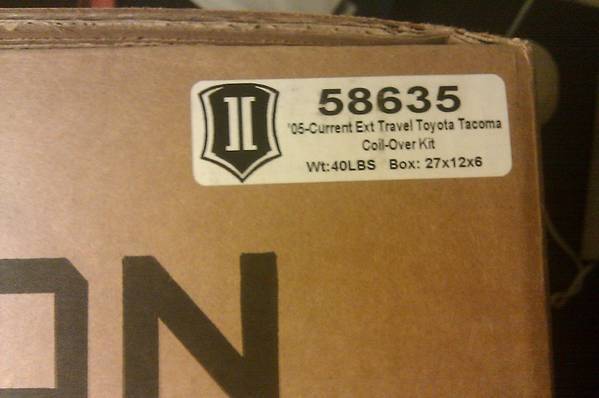 58635
'05-Current Ext Travel Toyota Tacoma
Coil-Over Kit
Wt:40LBS Box: 27x12x6
ON